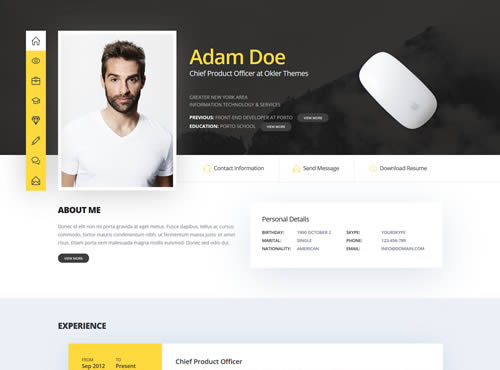 Adam Doe
Chief Product Officer at Okler Themes
GREATER NEW YORK AREA
INFORMATION TECHNOLOGY & SERVICES
PREVIOUS: FRONT-END DEVELOPER AT PORTO VIEW MORE
EDUCATION: PORTO SCHOOL VIEW MORE
Contact Information
Send Message
Download Resume
ABOUT ME
Donec id elit non mi porta gravida at eget metus. Fusce dapibus, tellus ac cursus
commodo, tortor mauris condimentum nibh, ut fermentum massa justo sit amet
risus. Etiam porta sem malesuada magna mollis euismod. Donec sed odio dui.
VIEW MORE
Personal Details
BIRTHDAY: 1990 OCTOBER 2 SKYPE: YOURSKYPE
MARITAL: SINGLE PHONE: 123-456-789
NATIONALITY: AMERICAN EMAIL: INFO@DOMAIN.COM
EXPERIENCE
FROM TO
Sep 2012 Present
Chief Product Officer